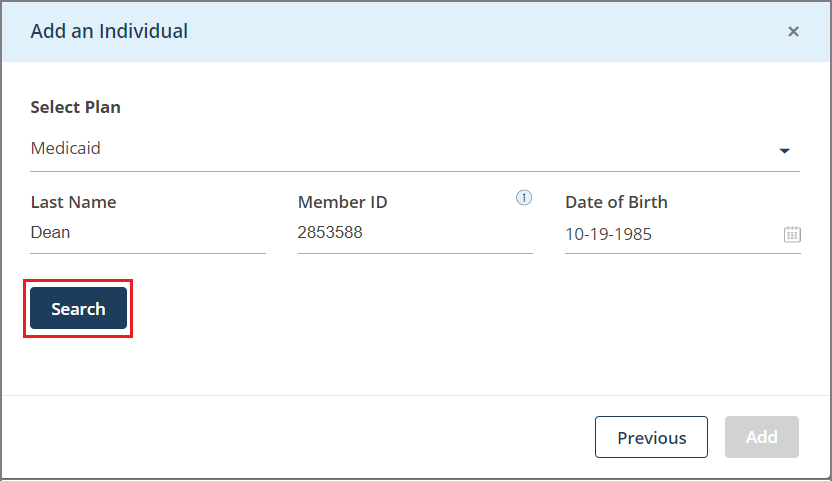 Add an Individual ×
Select Plan
Medicaid
Last Name Member ID Date of Birth
Dean 2853588 10-19-1985
Search
Previous Add